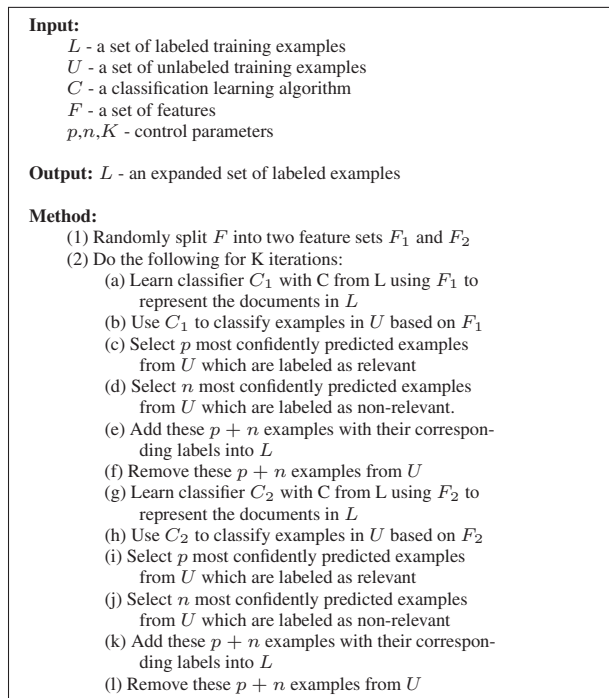 Input:
L - a set of labeled training examples
U - a set of unlabeled training examples
C - a classification learning algorithm
F - a set of features
p,n,K - control parameters
Output: L - an expanded set of labeled examples
Method:
(1) Randomly split F into two feature sets F₁ and F₂
(2) Do the following for K iterations:
(a) Learn classifier C₁ with C from L using F₁ to
represent the documents in L
(b) Use C₁ to classify examples in U based on F₁
(c) Select p most confidently predicted examples
from U which are labeled as relevant
(d) Select n most confidently predicted examples
from U which are labeled as non-relevant.
(e) Add these p + n examples with their correspon-
ding labels into L
(f) Remove these p + n examples from U
(g) Learn classifier C₂ with C from L using F₂ to
represent the documents in L
(h) Use C₂ to classify examples in U based on F₂
(i) Select p most confidently predicted examples
from U which are labeled as relevant
(j) Select n most confidently predicted examples
from U which are labeled as non-relevant
(k) Add these p + n examples with their correspon-
ding labels into L
(l) Remove these p + n examples from U